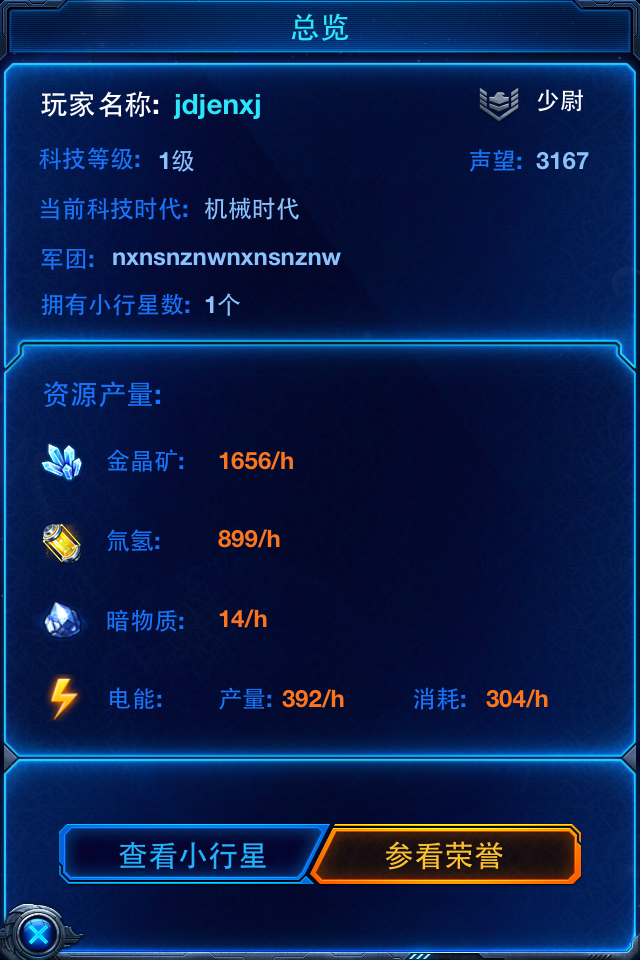 总览
玩家名称: jdjenxj 少尉
科技等级: 1级 声望: 3167
当前科技时代: 机械时代
军团: nxnsnznwnxnsnznw
拥有小行星数: 1个
资源产量:
金晶矿: 1656/h
氚氢: 899/h
暗物质: 14/h
电能: 产量: 392/h 消耗: 304/h
查看小行星 参看荣誉